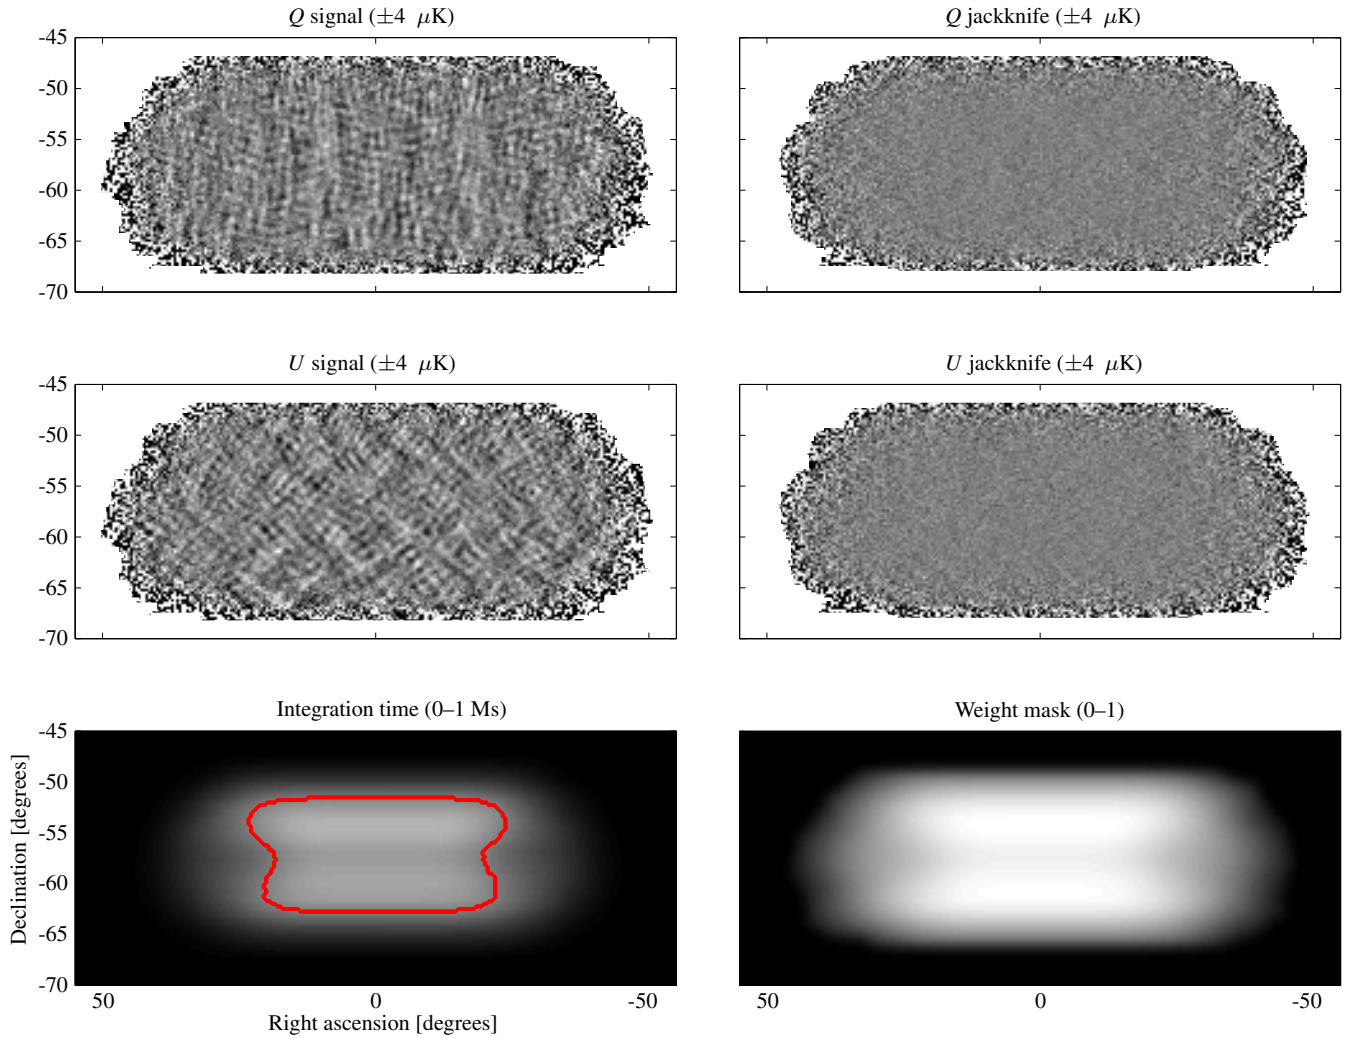 Q signal (±4 μK)
Q jackknife (±4 μK)
-45
-50
-55
-60
-65
-70
U signal (±4 μK)
U jackknife (±4 μK)
-45
-50
-55
-60
-65
-70
Integration time (0–1 Ms)
Weight mask (0–1)
-45
-50
-55
-60
-65
-70
Declination [degrees]
50 0 -50
50 0 -50
Right ascension [degrees]